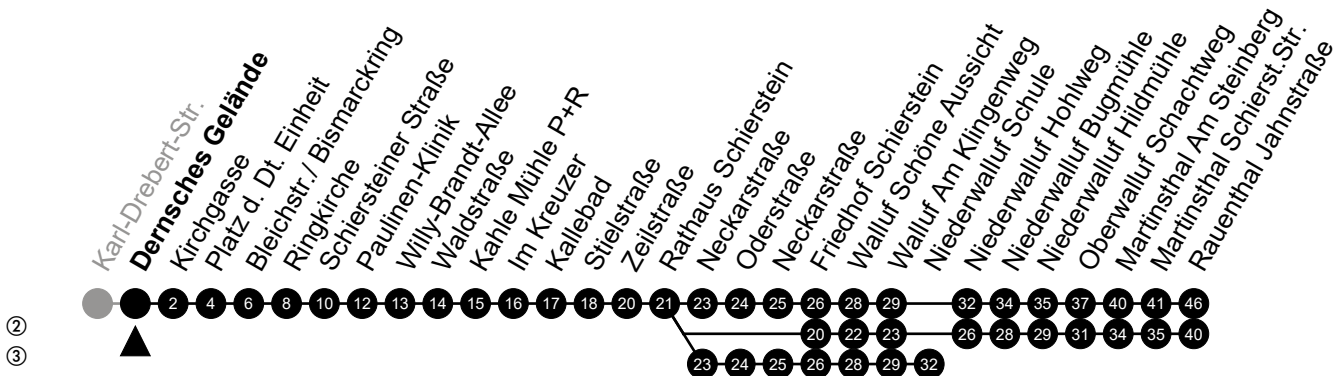 Karl-Drebert-Str.
Dernsches Gelände
Kirchgasse
Platz d. Dt. Einheit
Bleichstr./ Bismarckring
Ringkirche
Schiersteiner Straße
Paulinen-Klinik
Willy-Brandt-Allee
Waldstraße
Kahle Mühle P+R
Im Kreuzer
Kallebad
Stielstraße
Zeilstraße
Rathaus Schierstein
Neckarstraße
Oderstraße
Neckarstraße
Friedhof Schierstein
Walluf Schöne Aussicht
Walluf Am Klingenweg
Niederwalluf Schule
Niederwalluf Hohlweg
Niederwalluf Bugmühle
Niederwalluf Hildmühle
Oberwalluf Schachtweg
Martinsthal Am Steinberg
Martinsthal Schierst.Str.
Rauenthal Jahnstraße
2 4 6 8 10 12 13 14 15 16 17 18 20 21 23 24 25 26 28 29 32 34 35 37 40 41 46
② 20 22 23 26 28 29 31 34 35 40
③ 23 24 25 26 28 29 32